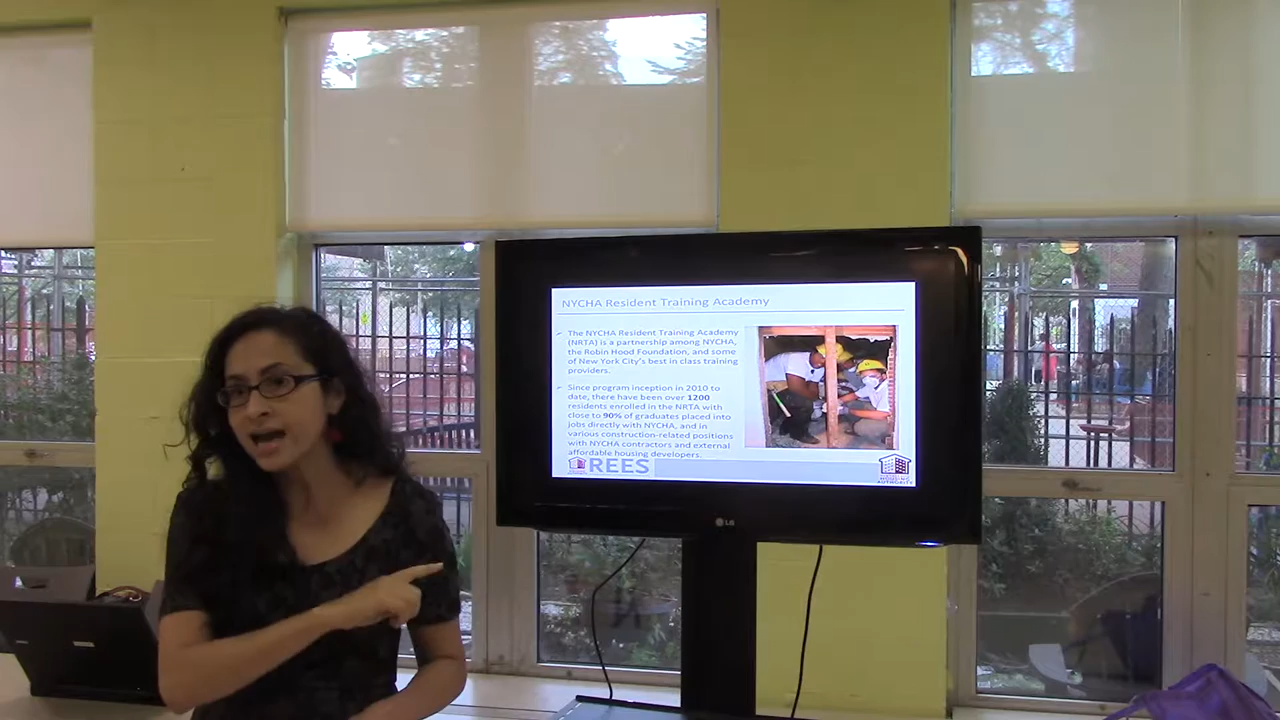 NYCHA Resident Training Academy
The NYCHA Resident Training Academy
(NRTA) is a partnership among NYCHA,
the Robin Hood Foundation, and some
of New York City's best in class training
providers.
Since program inception in 2010 to
date, there have been over 1200
residents enrolled in the NRTA with
close to 90% of graduates placed into
jobs directly with NYCHA, and in
various construction-related positions
with NYCHA contractors and external
affordable housing developers.
REES
HOUSING
AUTHORITY
LG